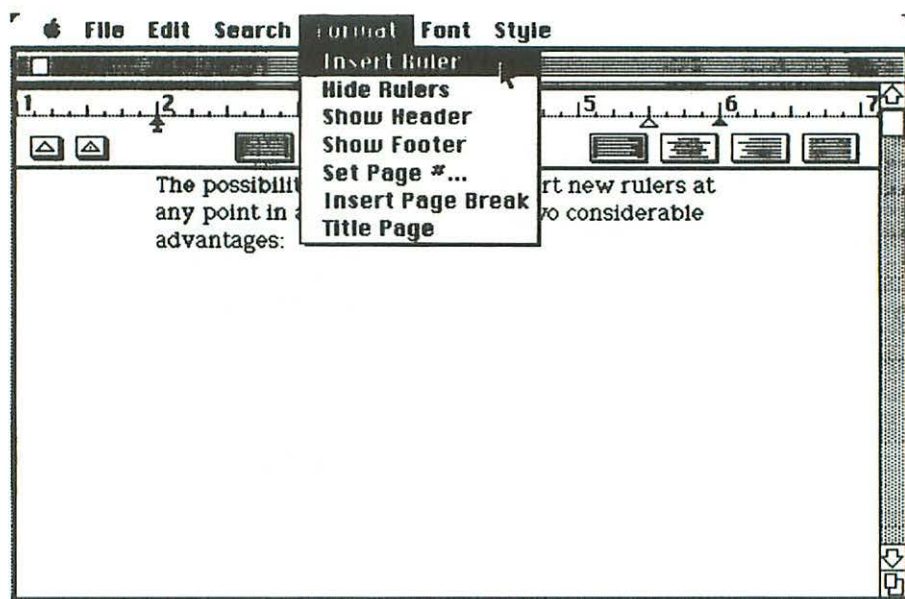 File Edit Search Format Font Style
Insert Ruler
Hide Rulers
Show Header
Show Footer
Set Page #...
Insert Page Break
Title Page
1 2 5 6 7
The possibilit rt new rulers at
any point in a vo considerable
advantages: